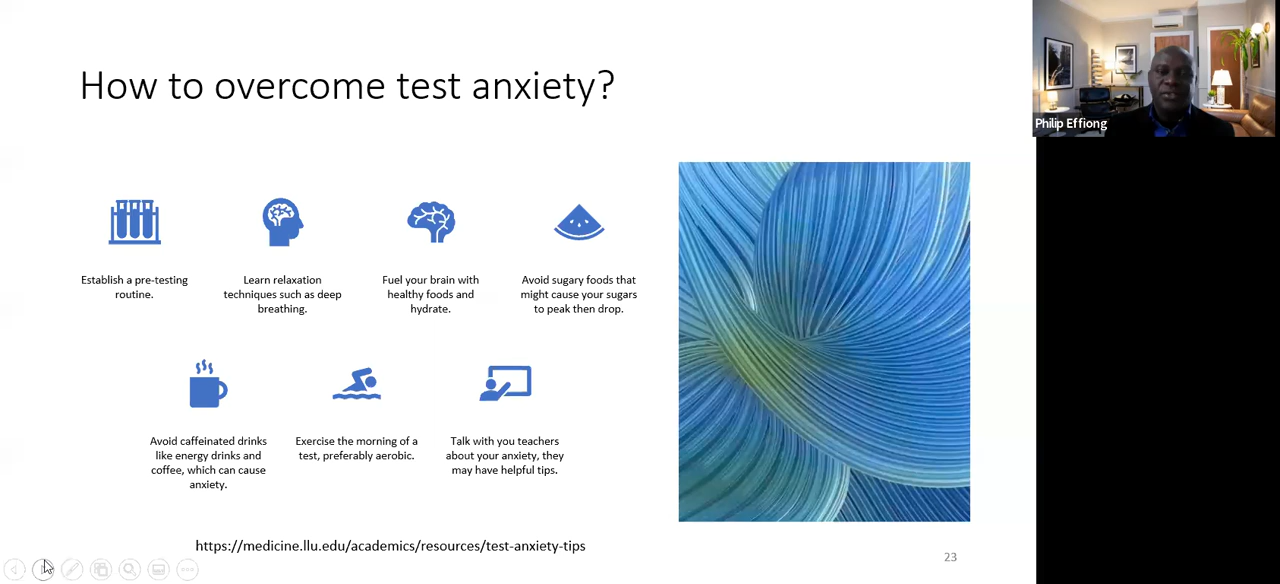 How to overcome test anxiety?
Philip Effiong
Establish a pre-testing
routine.
Learn relaxation
techniques such as deep
breathing.
Fuel your brain with
healthy foods and
hydrate.
Avoid sugary foods that
might cause your sugars
to peak then drop.
Avoid caffeinated drinks
like energy drinks and
coffee, which can cause
anxiety.
Exercise the morning of a
test, preferably aerobic.
Talk with you teachers
about your anxiety, they
may have helpful tips.
https://medicine.llu.edu/academics/resources/test-anxiety-tips
23